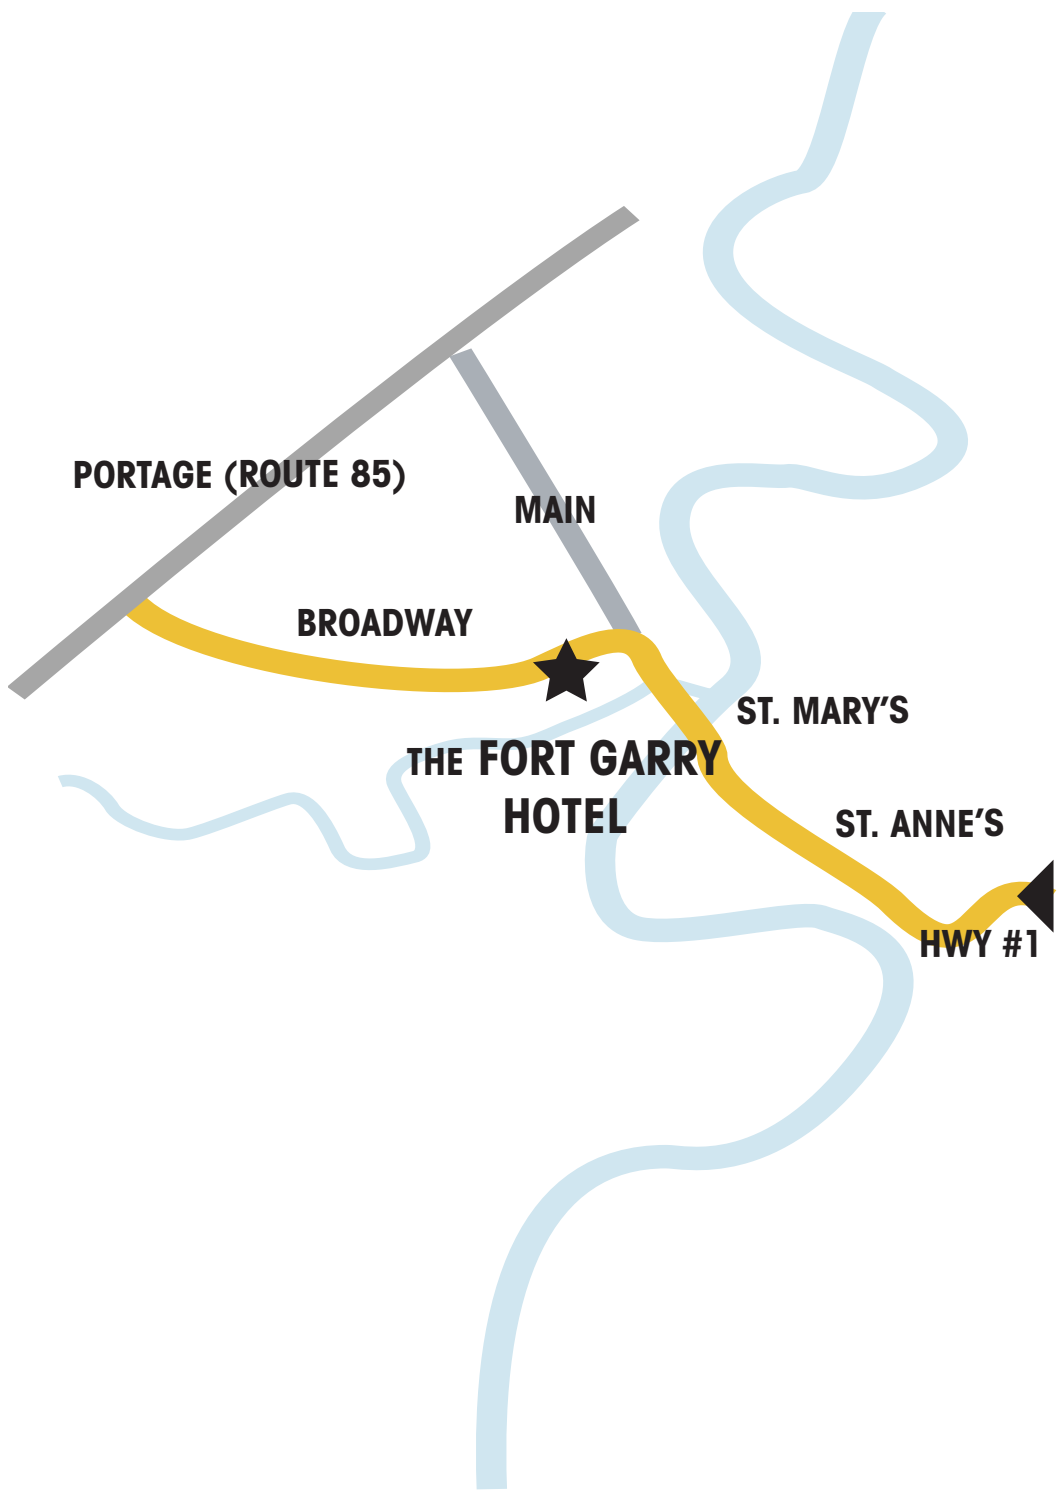 PORTAGE (ROUTE 85)
MAIN
BROADWAY
ST. MARY’S
THE FORT GARRY
HOTEL
ST. ANNE’S
HWY #1